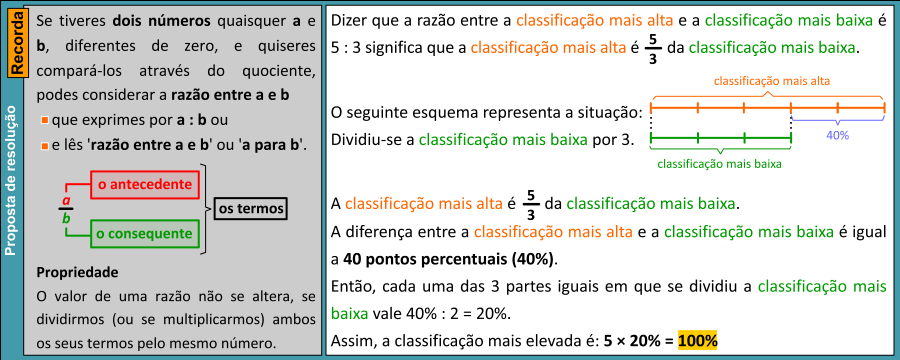 Proposta de resolução
Recorda
Se tiveres dois números quaisquer a e
b, diferentes de zero, e quiseres
compará-los através do quociente,
podes considerar a razão entre a e b
que exprimes por a : b ou
e lês 'razão entre a e b' ou 'a para b'.
a
b
o antecedente
o consequente
os termos
Propriedade
O valor de uma razão não se altera, se
dividirmos (ou se multiplicarmos) ambos
os seus termos pelo mesmo número.
Dizer que a razão entre a classificação mais alta e a classificação mais baixa é
5 : 3 significa que a classificação mais alta é 5/3 da classificação mais baixa.
classificação mais alta
O seguinte esquema representa a situação:
40%
Dividiu-se a classificação mais baixa por 3.
classificação mais baixa
A classificação mais alta é 5/3 da classificação mais baixa.
A diferença entre a classificação mais alta e a classificação mais baixa é igual
a 40 pontos percentuais (40%).
Então, cada uma das 3 partes iguais em que se dividiu a classificação mais
baixa vale 40% : 2 = 20%.
Assim, a classificação mais elevada é: 5 × 20% = 100%